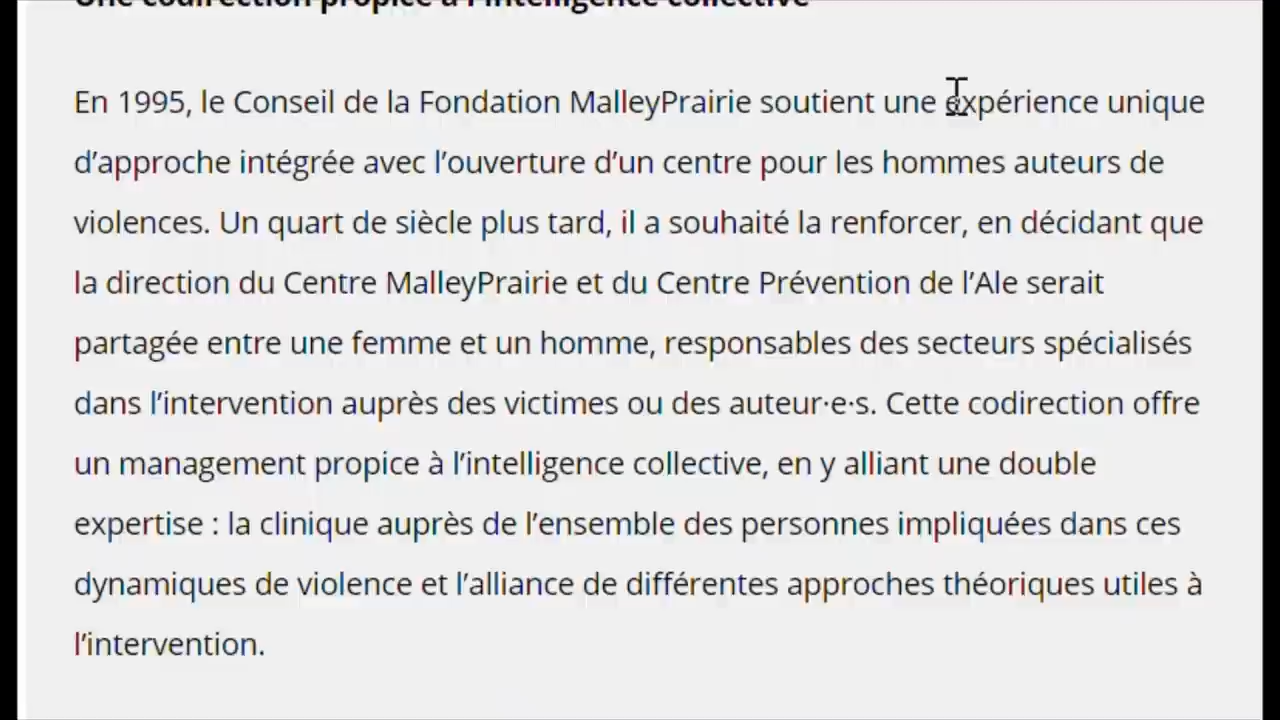 Une codirection propice à l'intelligence collective
En 1995, le Conseil de la Fondation MalleyPrairie soutient une expérience unique
d’approche intégrée avec l’ouverture d’un centre pour les hommes auteurs de
violences. Un quart de siècle plus tard, il a souhaité la renforcer, en décidant que
la direction du Centre MalleyPrairie et du Centre Prévention de l’Ale serait
partagée entre une femme et un homme, responsables des secteurs spécialisés
dans l’intervention auprès des victimes ou des auteur·e·s. Cette codirection offre
un management propice à l’intelligence collective, en y alliant une double
expertise : la clinique auprès de l’ensemble des personnes impliquées dans ces
dynamiques de violence et l’alliance de différentes approches théoriques utiles à
l’intervention.